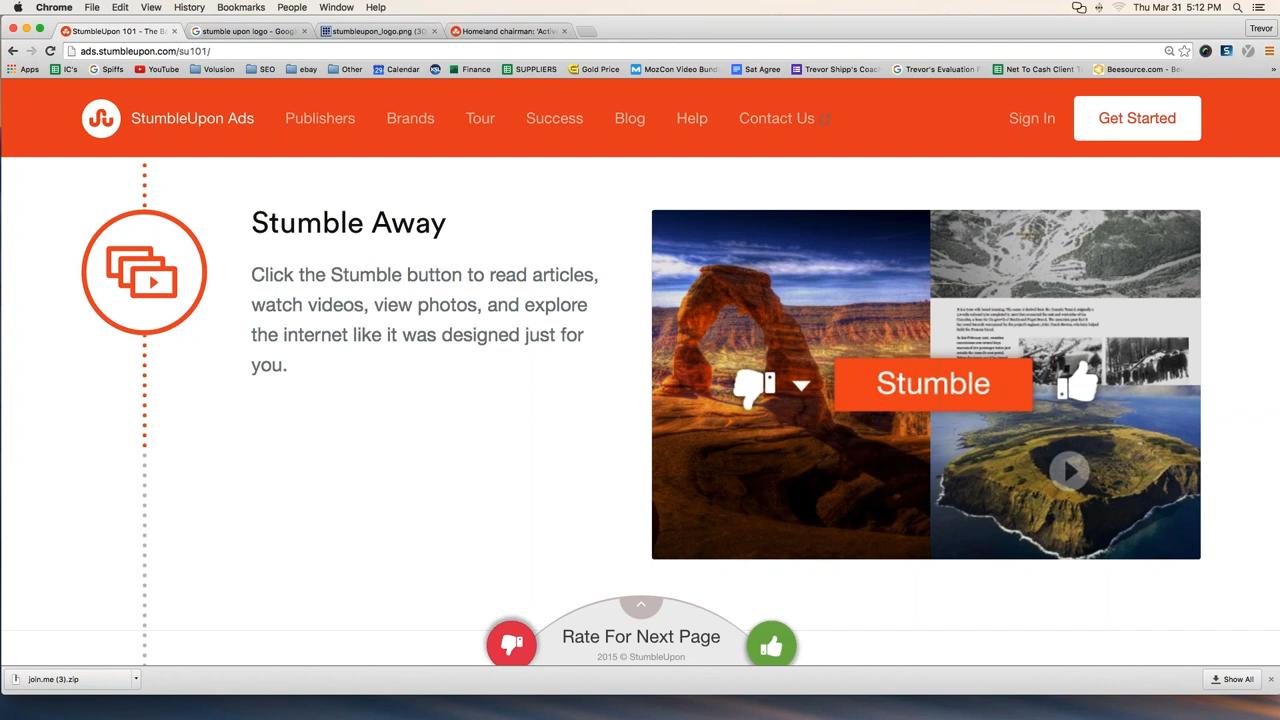 Chrome File Edit View History Bookmarks People Window Help Thu Mar 31 5:12 PM
StumbleUpon 101 - The Ba stumble upon logo - Goog stumbleupon_logo.png (30 Homeland chairman: 'Activ Trevor
ads.stumbleupon.com/su101/
Apps IC's Spiffs YouTube Volusion SEO ebay Other 29 Calendar KSL Finance SUPPLIERS Gold Price MozCon Video Bund Sat Agree Trevor Shipp's Coach Trevor's Evaluation F Net To Cash Client T Beesource.com - Be
StumbleUpon Ads Publishers Brands Tour Success Blog Help Contact Us Sign In Get Started
Stumble Away
Click the Stumble button to read articles,
watch videos, view photos, and explore
the Internet like it was designed just for
you.
Stumble
Rate For Next Page
2015 © StumbleUpon
join.me (3).zip Show All